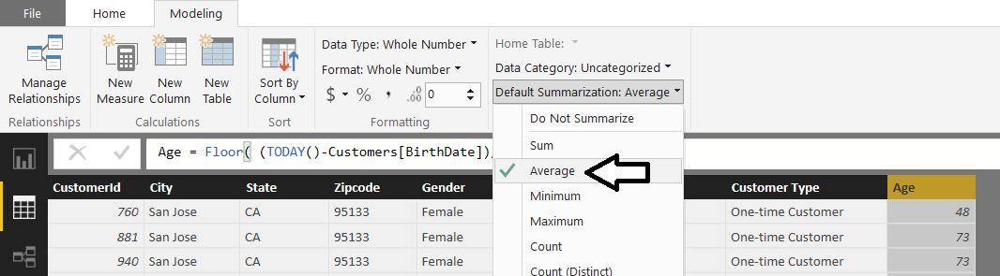 File Home Modeling
Manage Relationships
New Measure
New Column
New Table
Sort By Column
Data Type: Whole Number
Format: Whole Number
$ % , .0 .00 0
Home Table:
Data Category: Uncategorized
Default Summarization: Average
Relationships Calculations Sort Formatting
Do Not Summarize
Sum
Average
Minimum
Maximum
Count
Count (Distinct)
Age = Floor( (TODAY()-Customers[BirthDate])
CustomerId City State Zipcode Gender Customer Type Age
760 San Jose CA 95133 Female One-time Customer 48
881 San Jose CA 95133 Female One-time Customer 73
940 San Jose CA 95133 Female One-time Customer 73